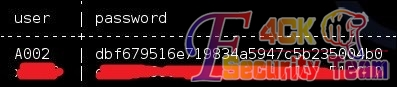 user | password
A002 | dbf679516e719834a5947c5b235004b0
F4CK
Security Team